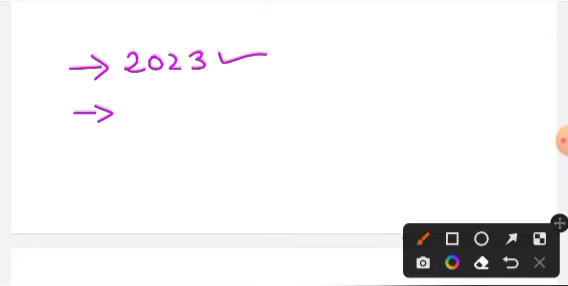 → 2023 ✓
→